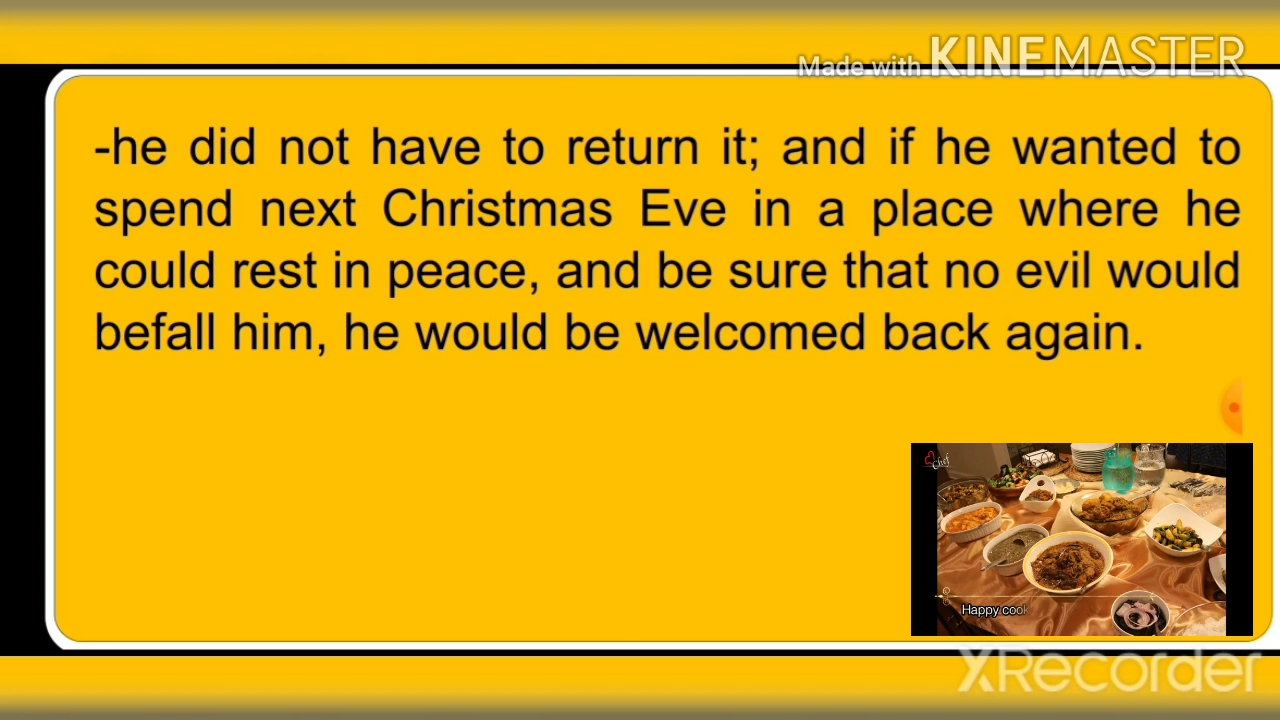 Made with KINEMASTER
-he did not have to return it; and if he wanted to
spend next Christmas Eve in a place where he
could rest in peace, and be sure that no evil would
befall him, he would be welcomed back again.
Chef
Happy cook
XRecorder